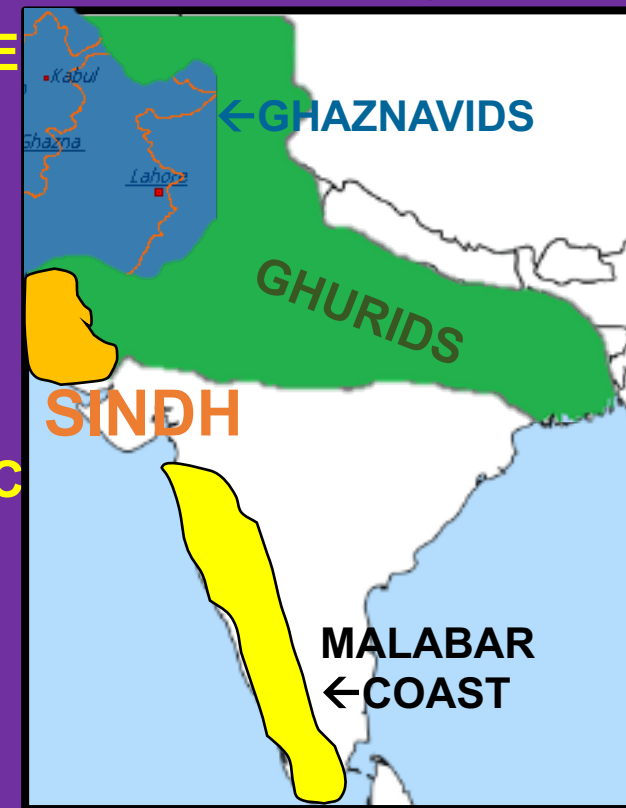 E
Kabul
←GHAZNAVIDS
Ghazna
Lahore
GHURIDS
SINDH
C
MALABAR
←COAST